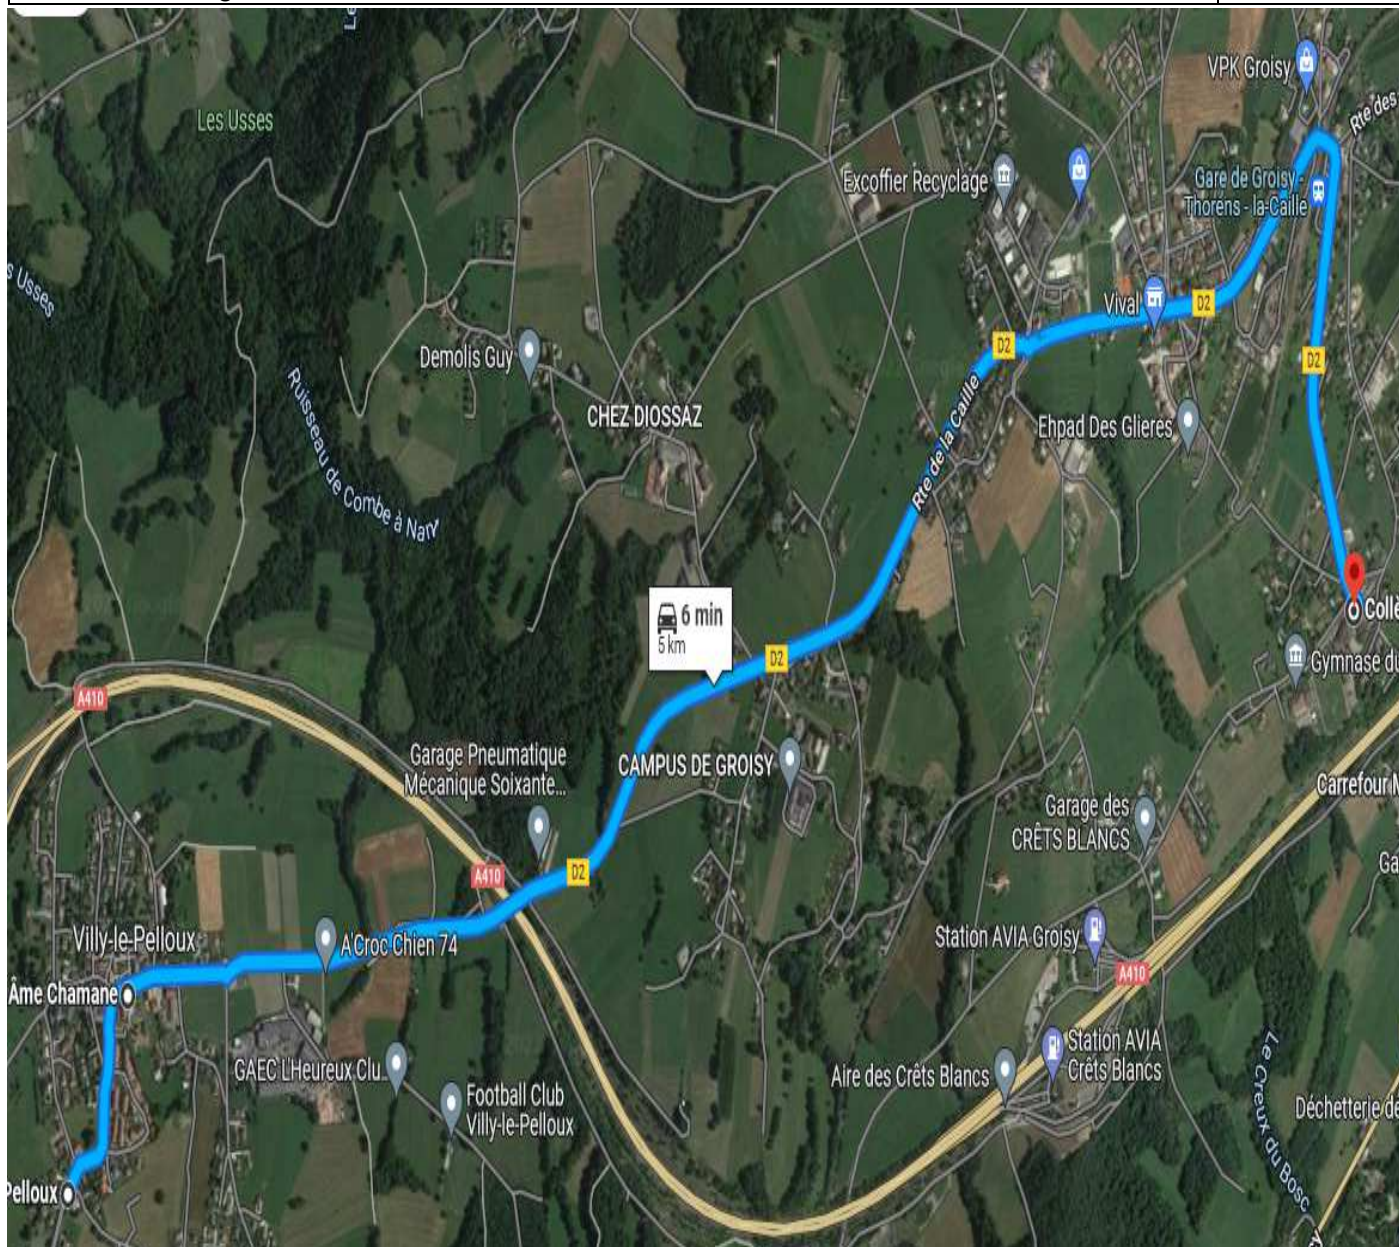 VPK Groisy
Rte des
Les Usses
Excoffier Recyclage
Gare de Groisy -
Thorens - la-Caille
s Usses
Vival
D2
D2
Demolis Guy
D2
Ruisseau de Combe à Nant
CHEZ DIOSSAZ
Rte de la Caille
Ehpad Des Glieres
6 min
5 km
Coll
D2
Gymnase du
A410
Garage Pneumatique
Mécanique Soixante...
CAMPUS DE GROISY
Carrefour
Garage des
CRÊTS BLANCS
D2
A410
Ga
Villy-le-Pelloux
A'Croc Chien 74
Station AVIA Groisy
A410
Âme Chamane
GAEC L'Heureux Clu...
Aire des Crêts Blancs
Station AVIA
Crêts Blancs
Football Club
Villy-le-Pelloux
Le Creux du Bosc
Déchetterie de
Pelloux